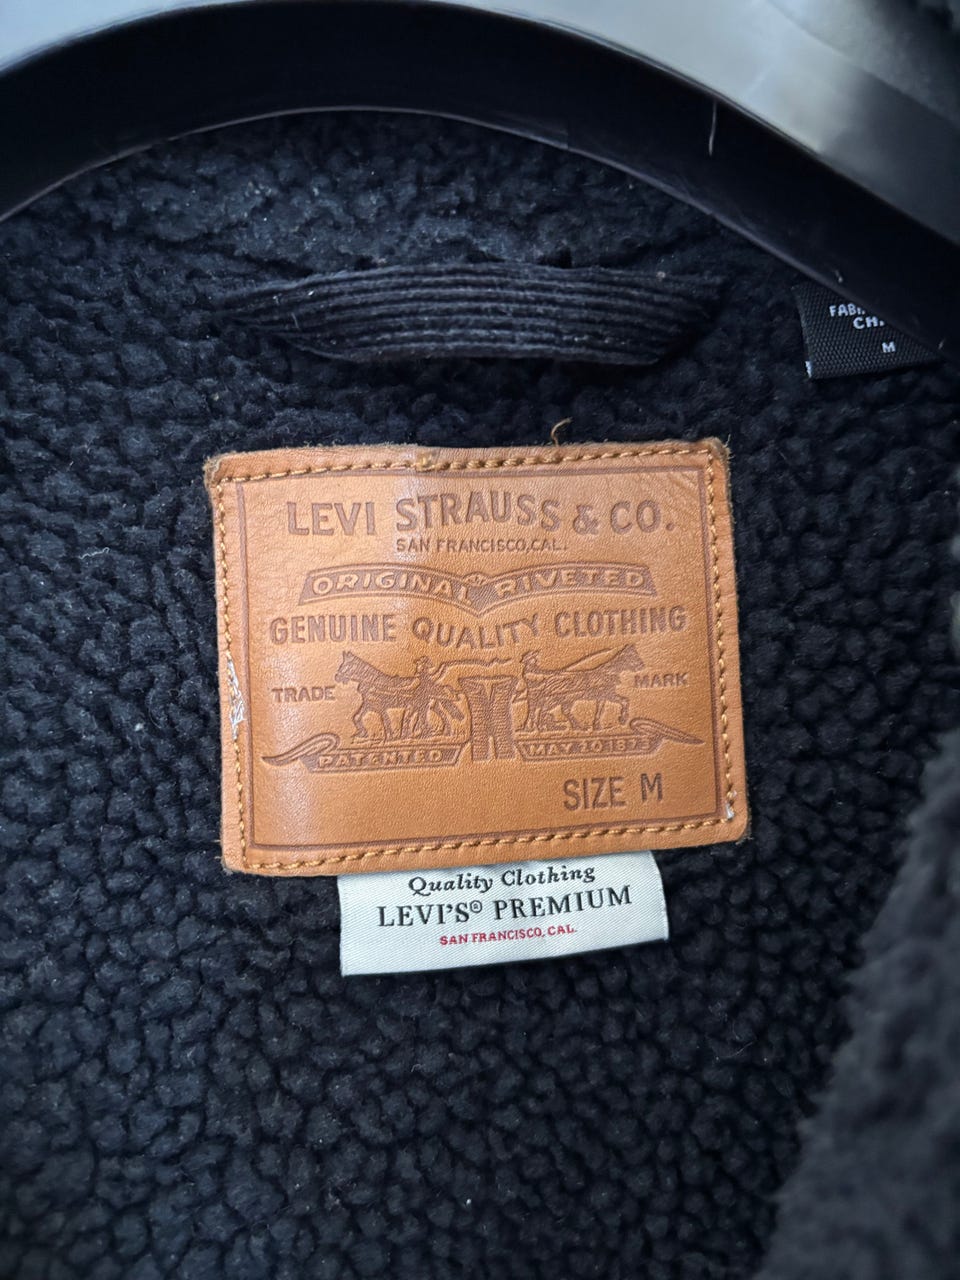 M
LEVI STRAUSS & CO.
SAN FRANCISCO, CAL.
ORIGINAL RIVETED
GENUINE QUALITY CLOTHING
TRADE MARK
PATENTED MAY 20 1873
SIZE M
Quality Clothing
LEVI'S® PREMIUM
SAN FRANCISCO, CAL.